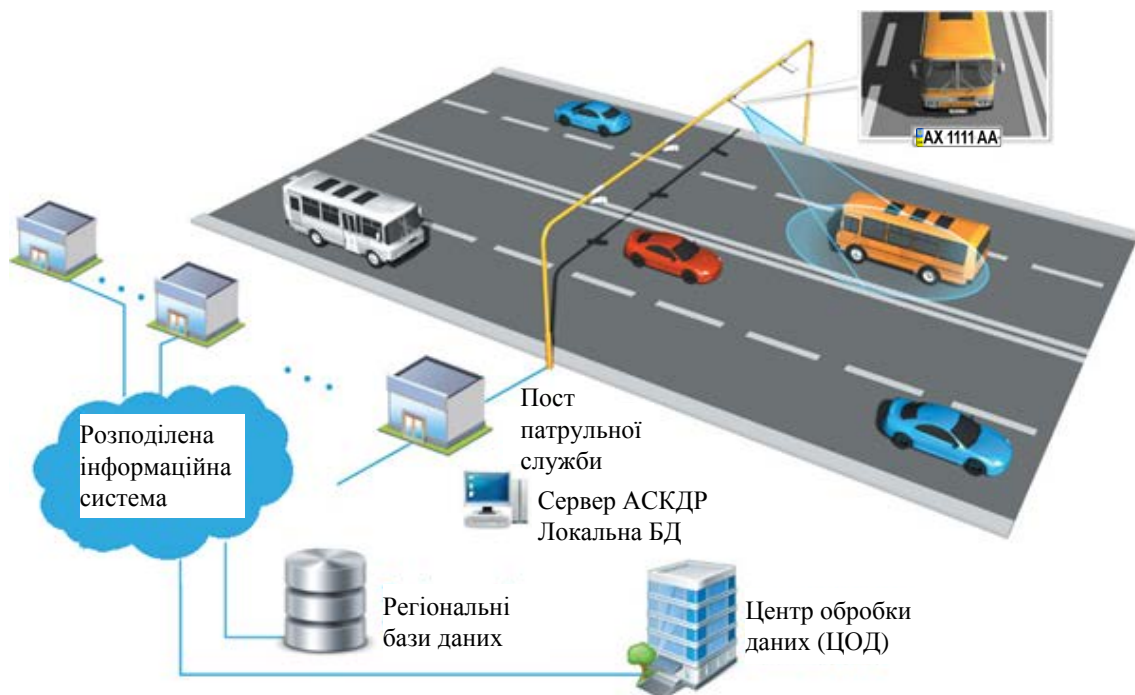 AX 1111 AA
Розподілена
інформаційна
система
Пост
патрульної
служби
Сервер АСКДР
Локальна БД
Регіональні
бази даних
Центр обробки
даних (ЦОД)